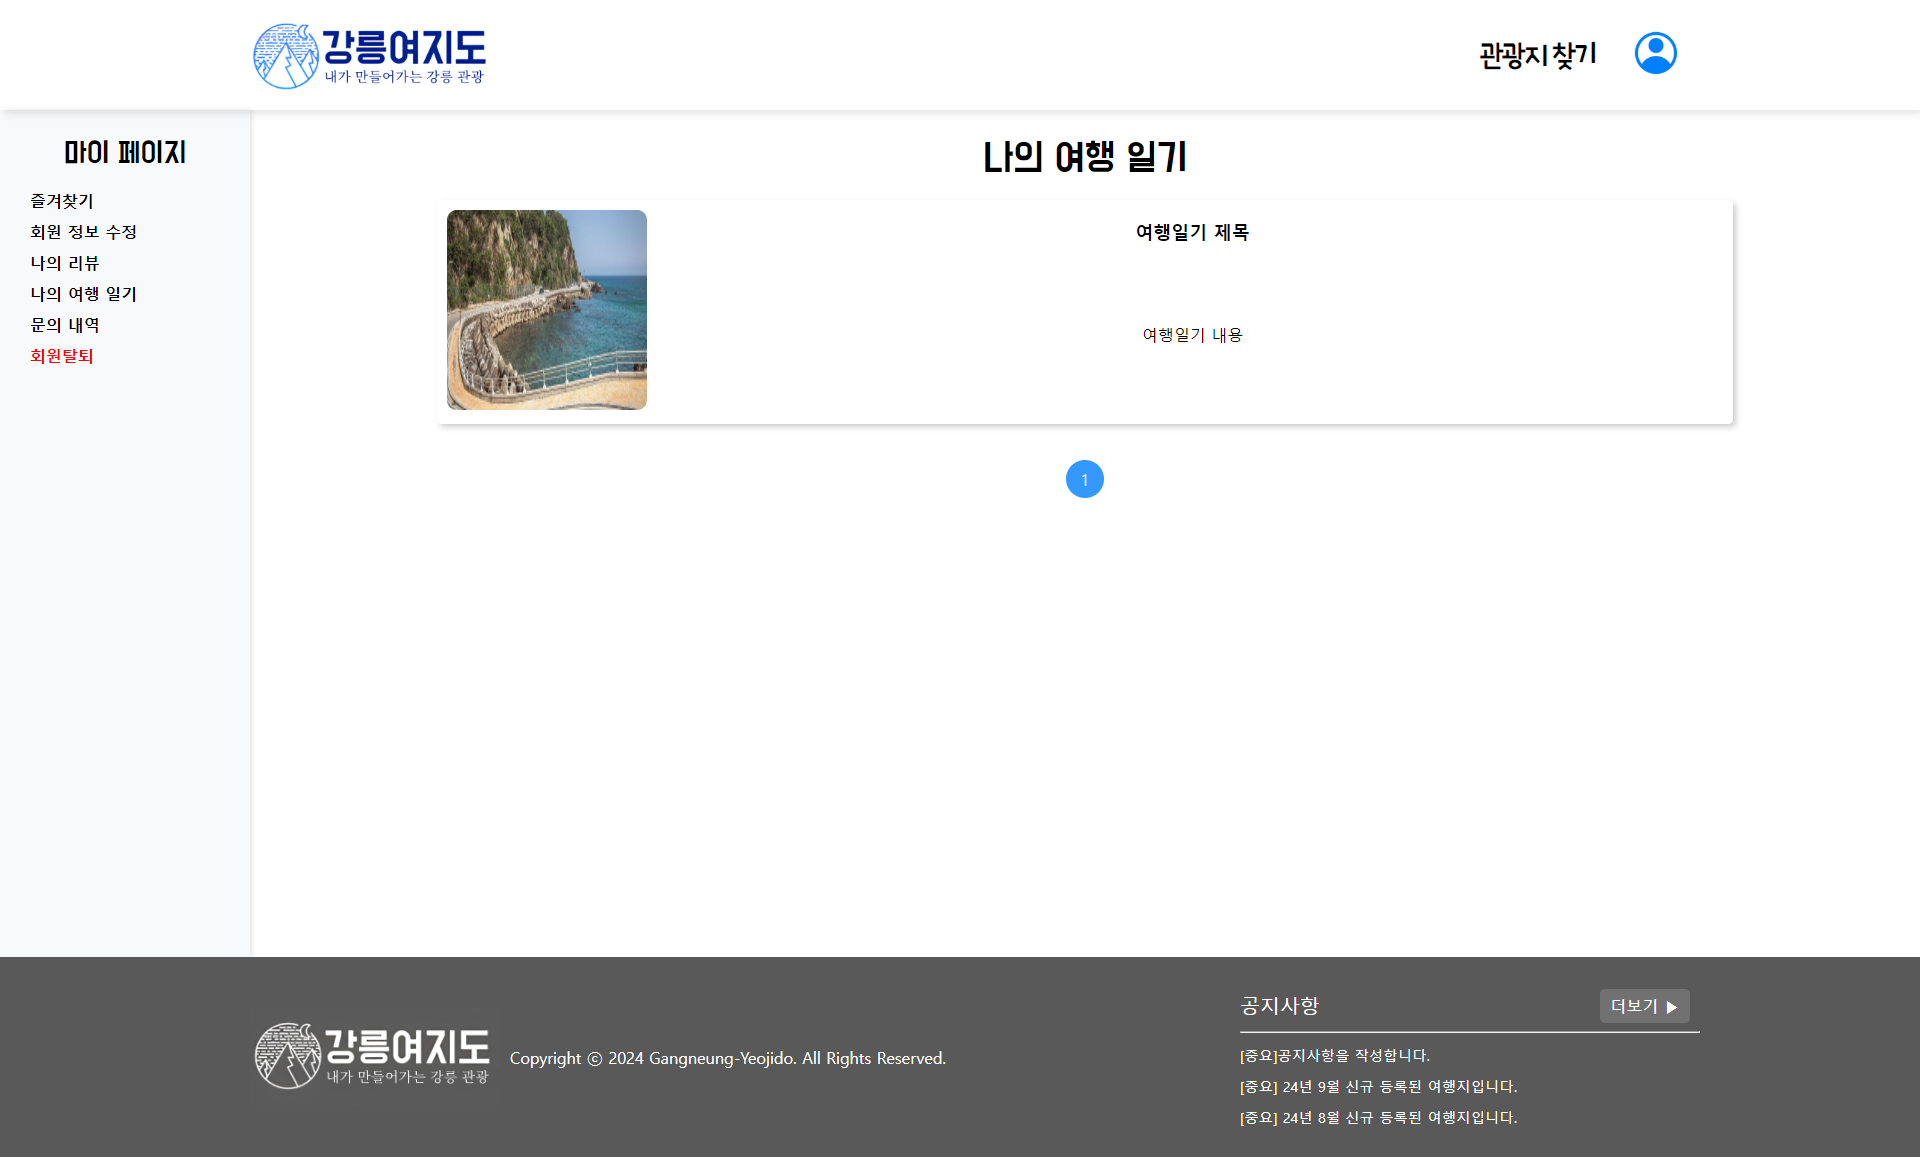 강릉여지도
내가 만들어가는 강릉 관광
관광지 찾기
마이 페이지
즐겨찾기
회원 정보 수정
나의 리뷰
나의 여행 일기
문의 내역
회원탈퇴
나의 여행 일기
여행일기 제목
여행일기 내용
1
강릉여지도
내가 만들어가는 강릉 관광
Copyright ⓒ 2024 Gangneung-Yeojido. All Rights Reserved.
공지사항
더보기 ▶
[중요]공지사항을 작성합니다.
[중요] 24년 9월 신규 등록된 여행지입니다.
[중요] 24년 8월 신규 등록된 여행지입니다.